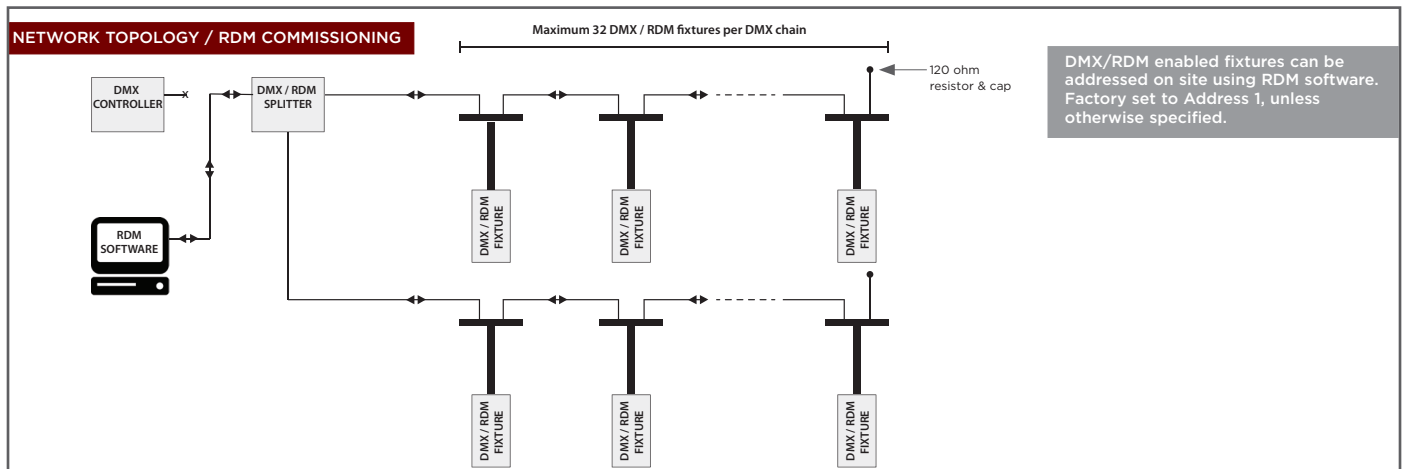 NETWORK TOPOLOGY / RDM COMMISSIONING
Maximum 32 DMX / RDM fixtures per DMX chain
DMX
CONTROLLER
x
DMX / RDM
SPLITTER
120 ohm
resistor & cap
DMX/RDM enabled fixtures can be
addressed on site using RDM software.
Factory set to Address 1, unless
otherwise specified.
RDM
SOFTWARE
DMX / RDM
FIXTURE
DMX / RDM
FIXTURE
DMX / RDM
FIXTURE
DMX / RDM
FIXTURE
DMX / RDM
FIXTURE
DMX / RDM
FIXTURE